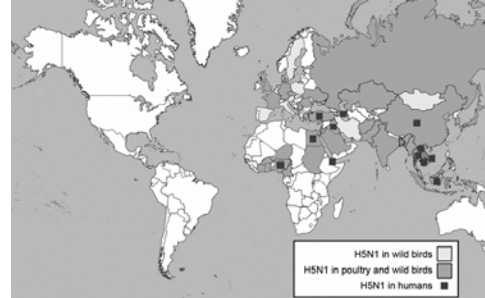 H5N1 in wild birds
H5N1 in poultry and wild birds
H5N1 in humans